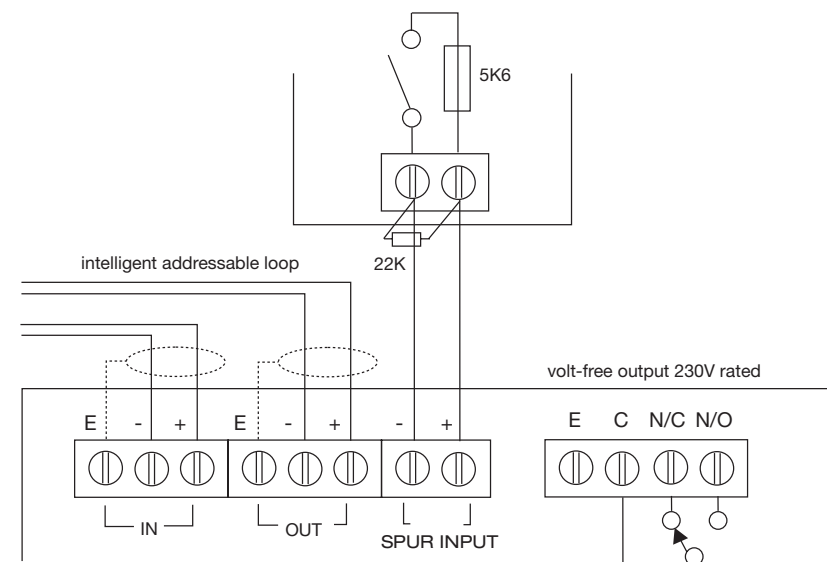 5K6
22K
intelligent addressable loop
volt-free output 230V rated
E - + E - + - + E C N/C N/O
IN OUT SPUR INPUT